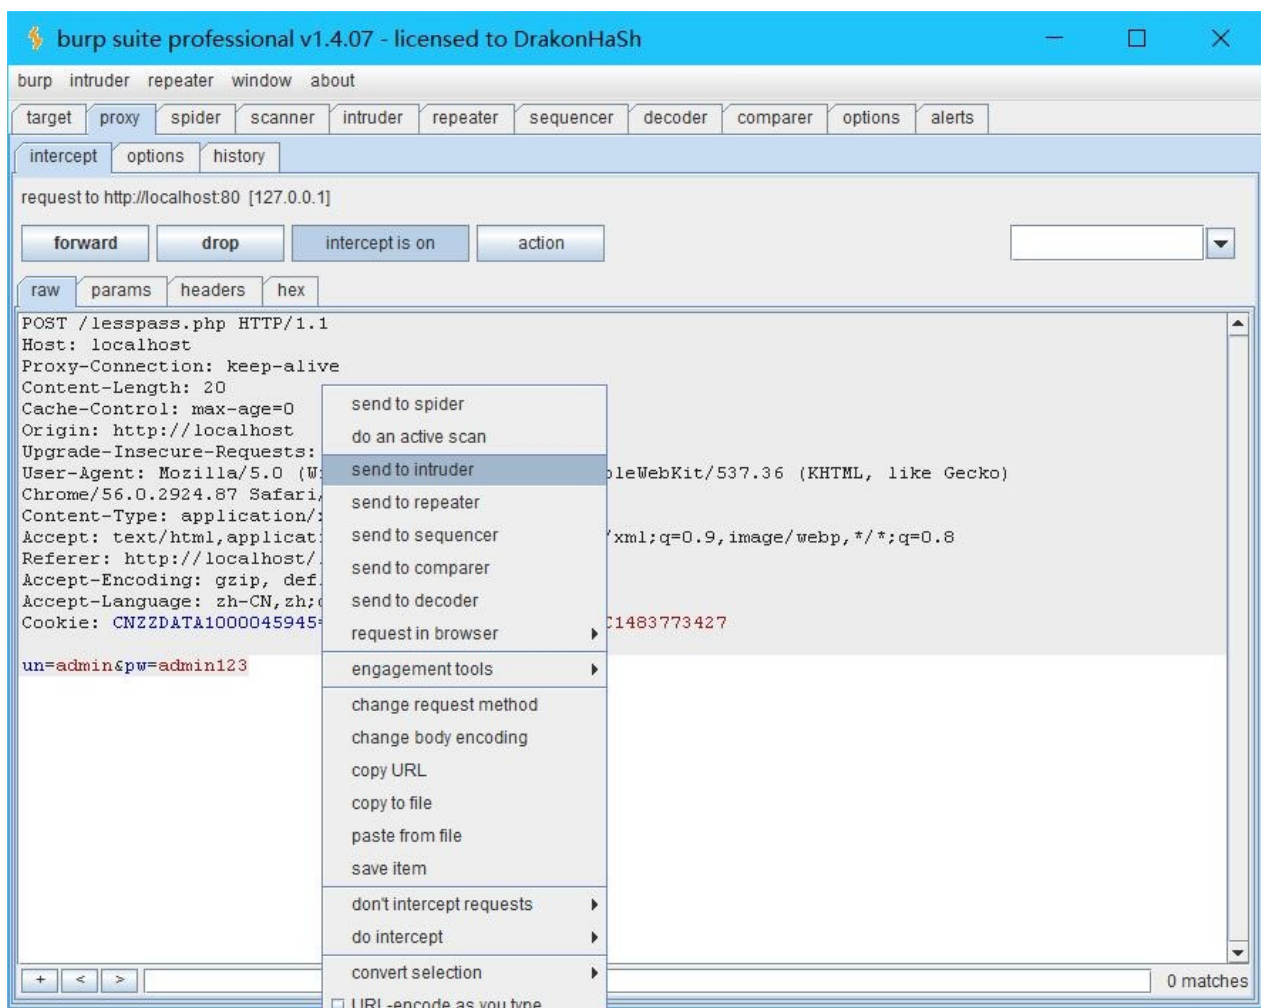 burp suite professional v1.4.07 - licensed to DrakonHaSh
burp intruder repeater window about
target proxy spider scanner intruder repeater sequencer decoder comparer options alerts
intercept options history
request to http://localhost:80 [127.0.0.1]
forward drop intercept is on action
raw params headers hex
POST /lesspass.php HTTP/1.1
Host: localhost
Proxy-Connection: keep-alive
Content-Length: 20
Cache-Control: max-age=0
Origin: http://localhost
Upgrade-Insecure-Requests:
User-Agent: Mozilla/5.0 (W leWebKit/537.36 (KHTML, like Gecko)
Chrome/56.0.2924.87 Safari/
Content-Type: application/
Accept: text/html,applicat /xml;q=0.9,image/webp,*/*;q=0.8
Referer: http://localhost/
Accept-Encoding: gzip, def
Accept-Language: zh-CN,zh;
Cookie: CNZZDATA1000045945= 1483773427
un=admin&pw=admin123
send to spider
do an active scan
send to intruder
send to repeater
send to sequencer
send to comparer
send to decoder
request in browser
engagement tools
change request method
change body encoding
copy URL
copy to file
paste from file
save item
don't intercept requests
do intercept
convert selection
URL-encode as you type
+ < > 0 matches